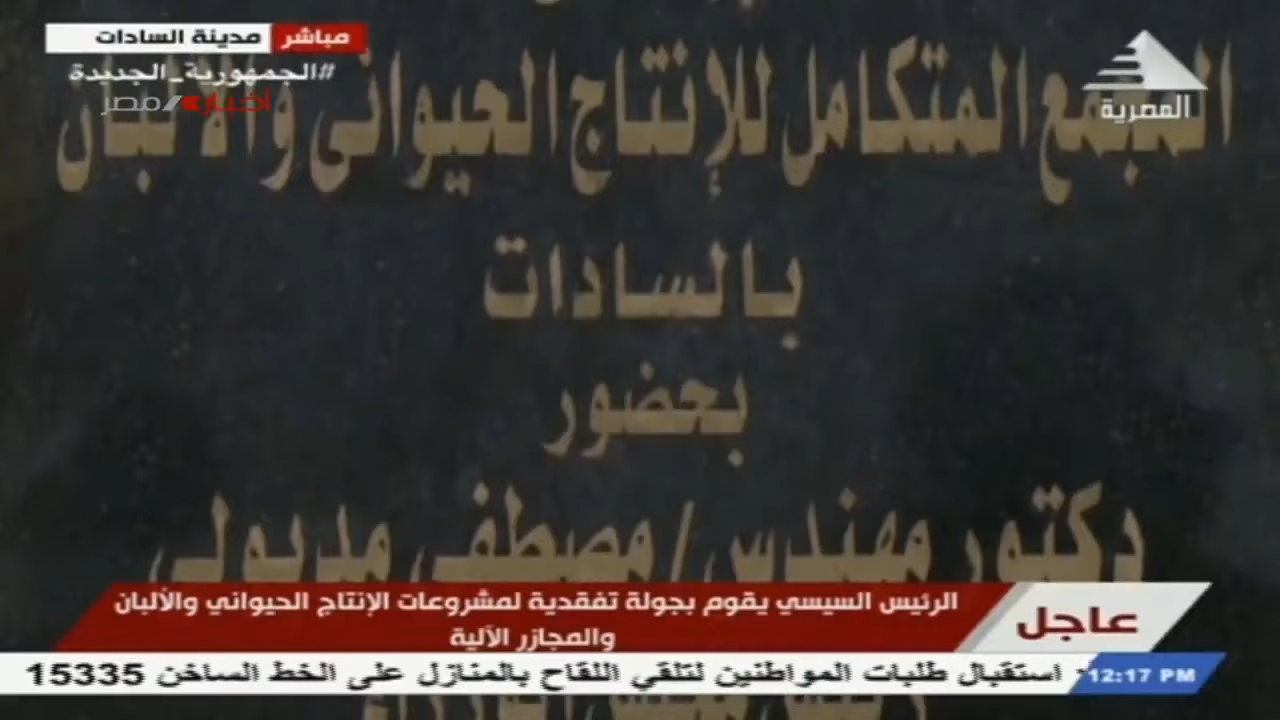 مباشر مدينة السادات
#الجمهورية_الجديدة
أخبار مصر
المصرية
المجمع المتكامل للإنتاج الحيوانى والألبان
بالسادات
بحضور
دكتور مهندس/ مصطفى مدبولى
عاجل
الرئيس السيسي يقوم بجولة تفقدية لمشروعات الإنتاج الحيواني والألبان
والمجازر الآلية
12:17 PM
استقبال طلبات المواطنين لتلقي اللقاح بالمنازل على الخط الساخن 15335